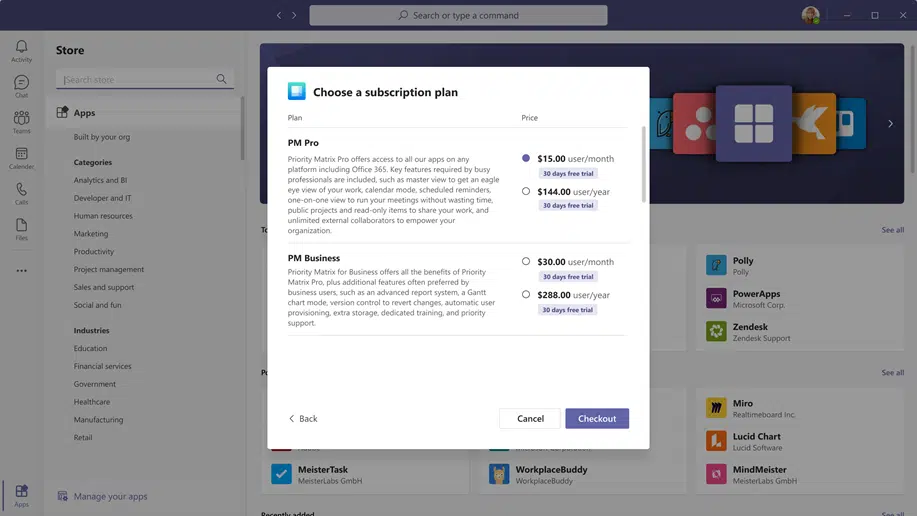 Search or type a command
Activity
Chat
Teams
Calendar
Calls
Files
Apps
Store
Search store
Apps
Built by your org
Categories
Analytics and BI
Developer and IT
Human resources
Marketing
Productivity
Project management
Sales and support
Social and fun
Industries
Education
Financial services
Government
Healthcare
Manufacturing
Retail
Manage your apps
Choose a subscription plan
Plan
Price
PM Pro
Priority Matrix Pro offers access to all our apps on any
platform including Office 365. Key features required by busy
professionals are included, such as master view to get an eagle
eye view of your work, calendar mode, scheduled reminders,
one-on-one view to run your meetings without wasting time,
public projects and read-only items to share your work, and
unlimited external collaborators to empower your
organization.
$15.00 user/month
30 days free trial
$144.00 user/year
30 days free trial
PM Business
Priority Matrix for Business offers all the benefits of Priority
Matrix Pro, plus additional features often preferred by
business users, such as an advanced report system, a Gantt
chart mode, version control to revert changes, automatic user
provisioning, extra storage, dedicated training, and priority
support.
$30.00 user/month
30 days free trial
$288.00 user/year
30 days free trial
Back
Cancel
Checkout
See all
Polly
Polly
PowerApps
Microsoft Corp.
Zendesk
Zendesk Support
See all
Miro
Realtimeboard Inc.
Lucid Chart
Lucid Software
MeisterTask
MeisterLabs GmbH
WorkplaceBuddy
WorkplaceBuddy
MindMeister
MeisterLabs GmbH
Recently added
See all